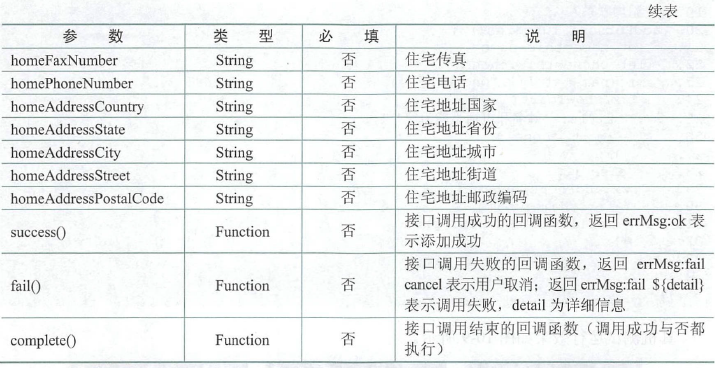 续表
参 数 类 型 必 填 说 明
homeFaxNumber String 否 住宅传真
homePhoneNumber String 否 住宅电话
homeAddressCountry String 否 住宅地址国家
homeAddressState String 否 住宅地址省份
homeAddressCity String 否 住宅地址城市
homeAddressStreet String 否 住宅地址街道
homeAddressPostalCode String 否 住宅地址邮政编码
success() Function 否 接口调用成功的回调函数，返回 errMsg:ok 表
示添加成功
fail() Function 否 接口调用失败的回调函数，返回 errMsg:fail
cancel 表示用户取消；返回 errMsg:fail ${detail}
表示调用失败，detail 为详细信息
complete() Function 否 接口调用结束的回调函数（调用成功与否都
执行）